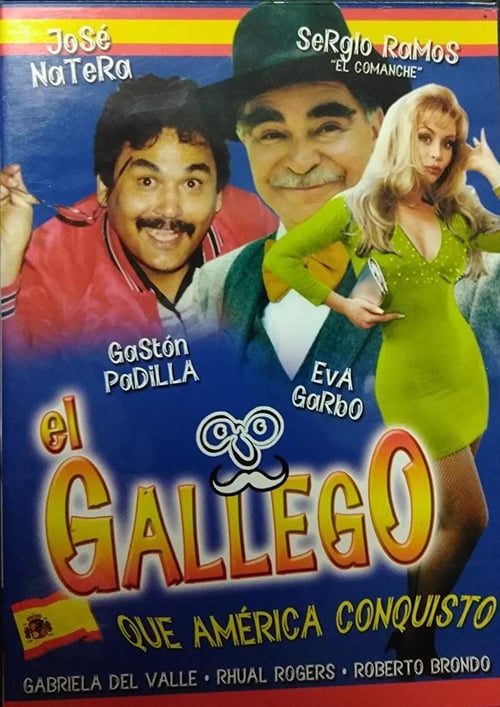 José
Natera
Sergio Ramos
"El Comanche"
Gastón
Padilla
Eva
Garbo
el
Gallego
que América conquisto
Gabriela del Valle · Rhual Rogers · Roberto Brondo